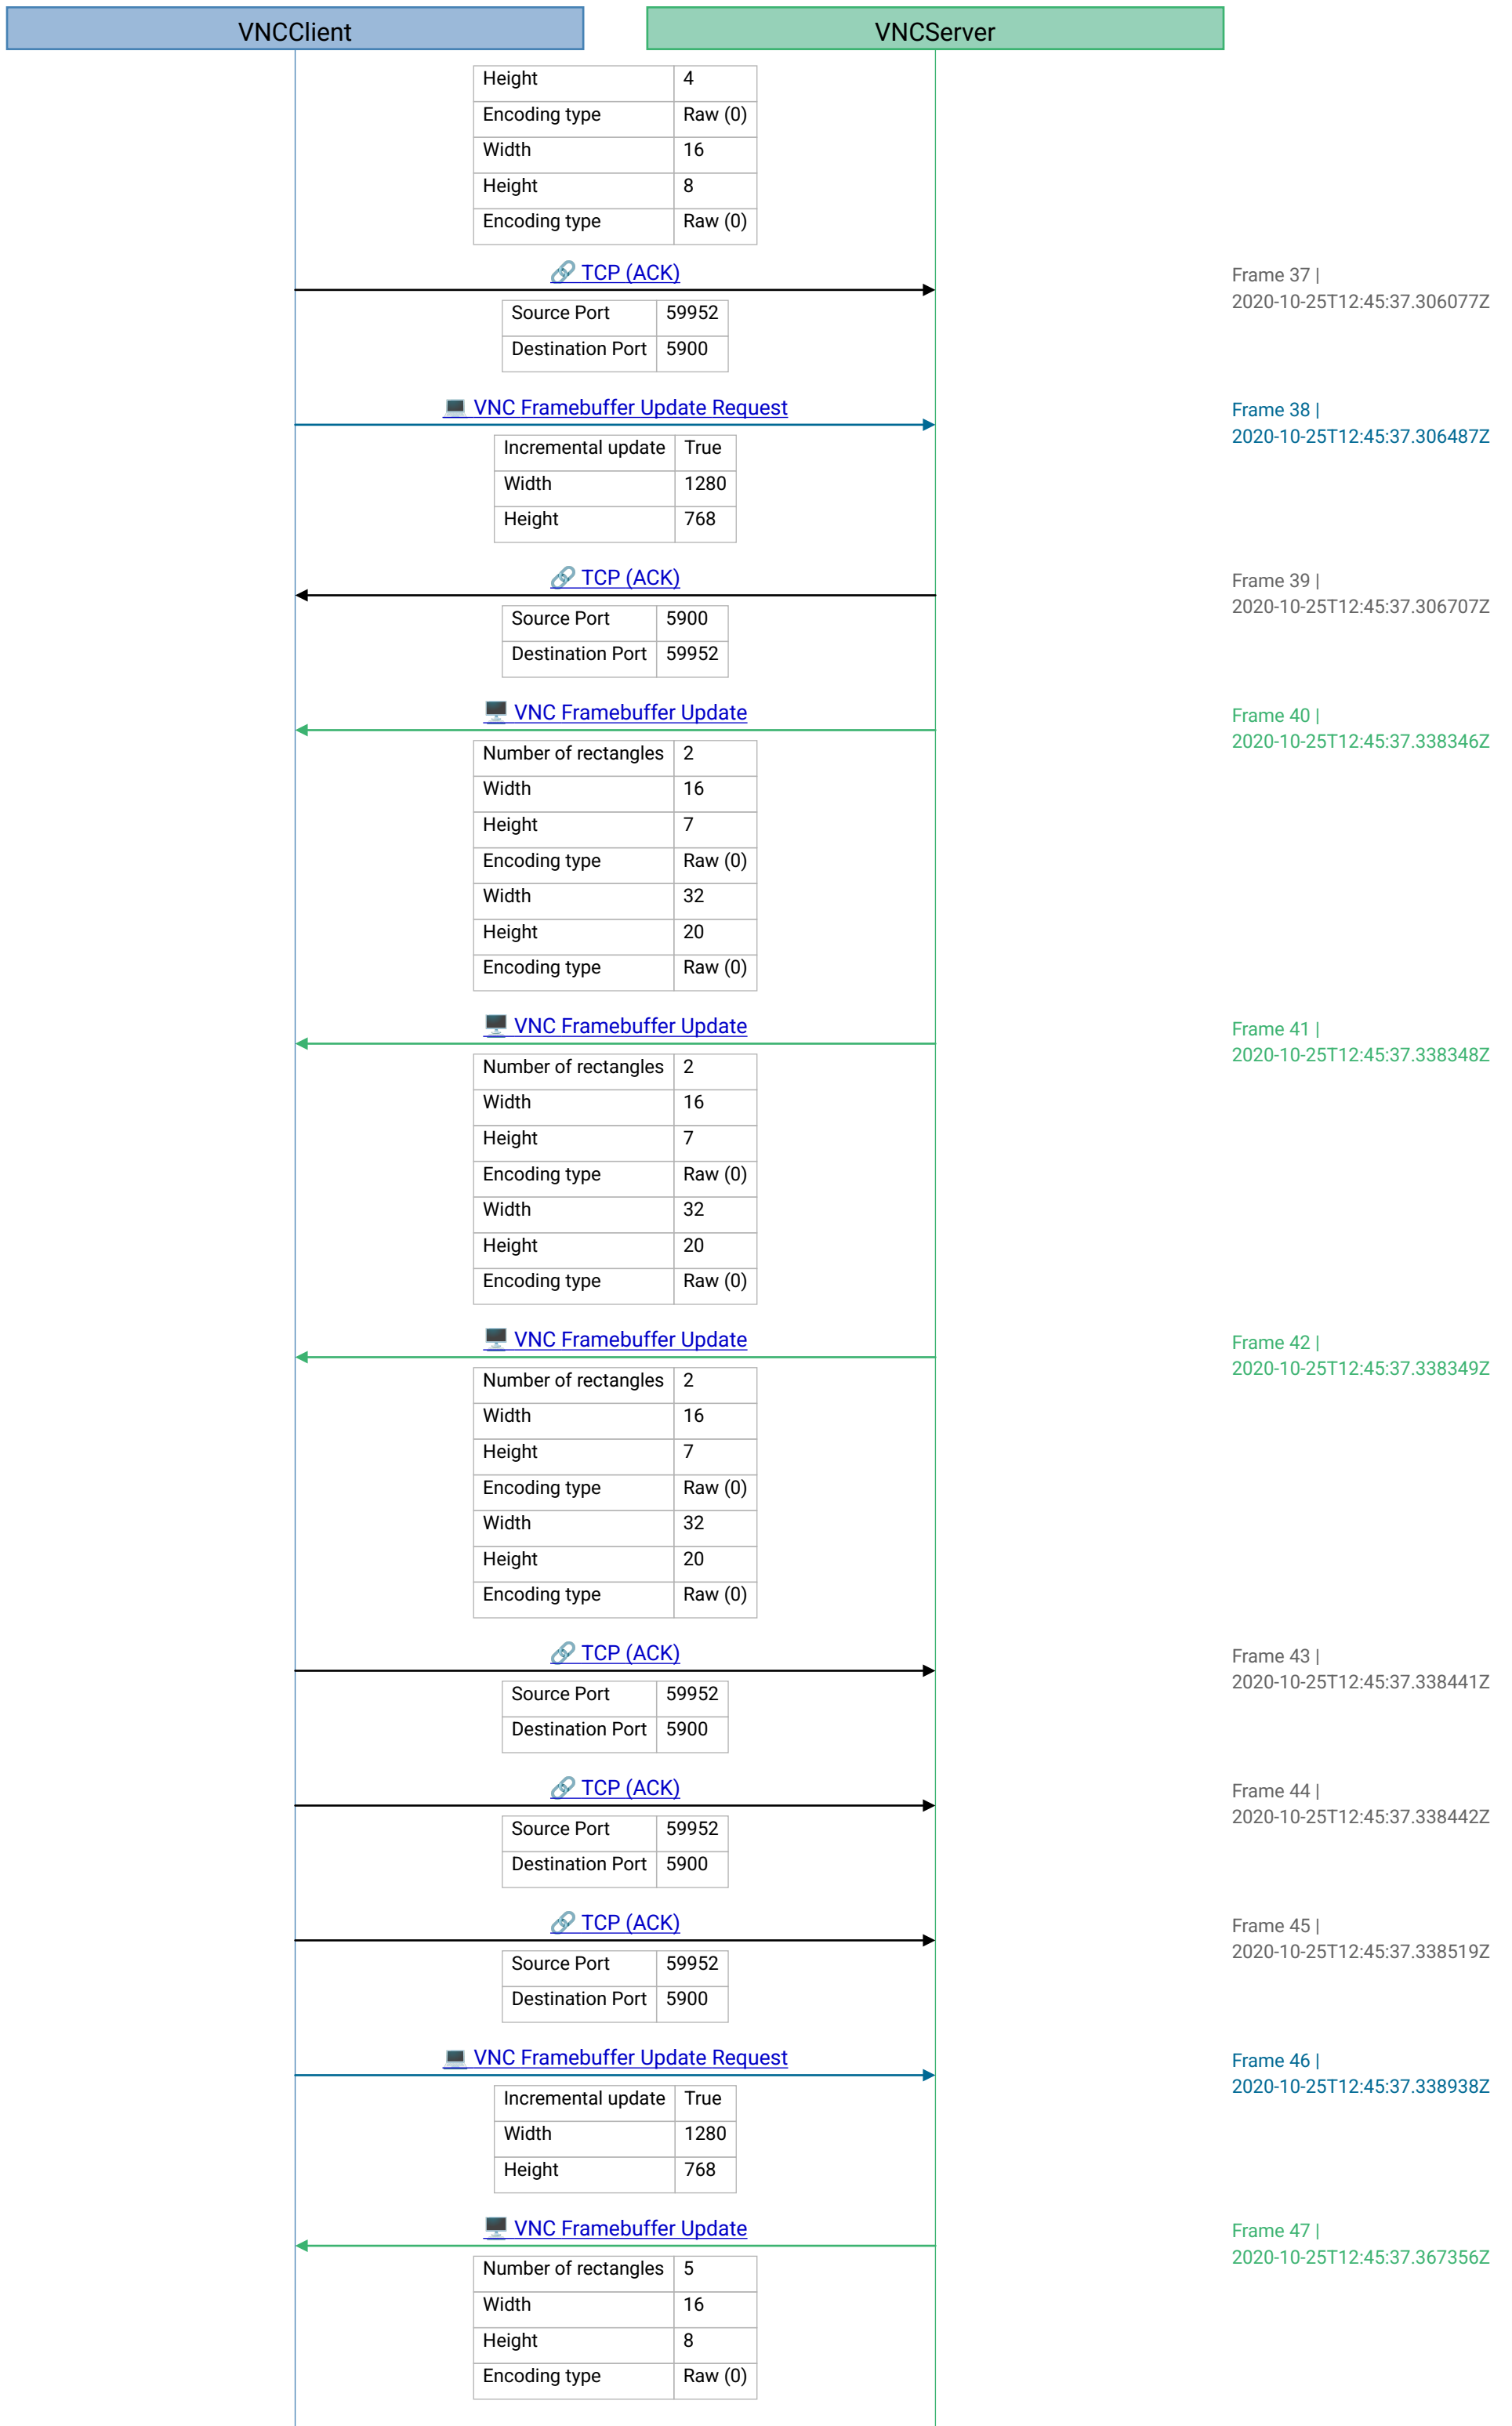 VNCClient VNCServer
Height 4
Encoding type Raw (0)
Width 16
Height 8
Encoding type Raw (0)
TCP (ACK)
Frame 37 |
2020-10-25T12:45:37.306077Z
Source Port 59952
Destination Port 5900
VNC Framebuffer Update Request
Frame 38 |
2020-10-25T12:45:37.306487Z
Incremental update True
Width 1280
Height 768
TCP (ACK)
Frame 39 |
2020-10-25T12:45:37.306707Z
Source Port 5900
Destination Port 59952
VNC Framebuffer Update
Frame 40 |
2020-10-25T12:45:37.338346Z
Number of rectangles 2
Width 16
Height 7
Encoding type Raw (0)
Width 32
Height 20
Encoding type Raw (0)
VNC Framebuffer Update
Frame 41 |
2020-10-25T12:45:37.338348Z
Number of rectangles 2
Width 16
Height 7
Encoding type Raw (0)
Width 32
Height 20
Encoding type Raw (0)
VNC Framebuffer Update
Frame 42 |
2020-10-25T12:45:37.338349Z
Number of rectangles 2
Width 16
Height 7
Encoding type Raw (0)
Width 32
Height 20
Encoding type Raw (0)
TCP (ACK)
Frame 43 |
2020-10-25T12:45:37.338441Z
Source Port 59952
Destination Port 5900
TCP (ACK)
Frame 44 |
2020-10-25T12:45:37.338442Z
Source Port 59952
Destination Port 5900
TCP (ACK)
Frame 45 |
2020-10-25T12:45:37.338519Z
Source Port 59952
Destination Port 5900
VNC Framebuffer Update Request
Frame 46 |
2020-10-25T12:45:37.338938Z
Incremental update True
Width 1280
Height 768
VNC Framebuffer Update
Frame 47 |
2020-10-25T12:45:37.367356Z
Number of rectangles 5
Width 16
Height 8
Encoding type Raw (0)